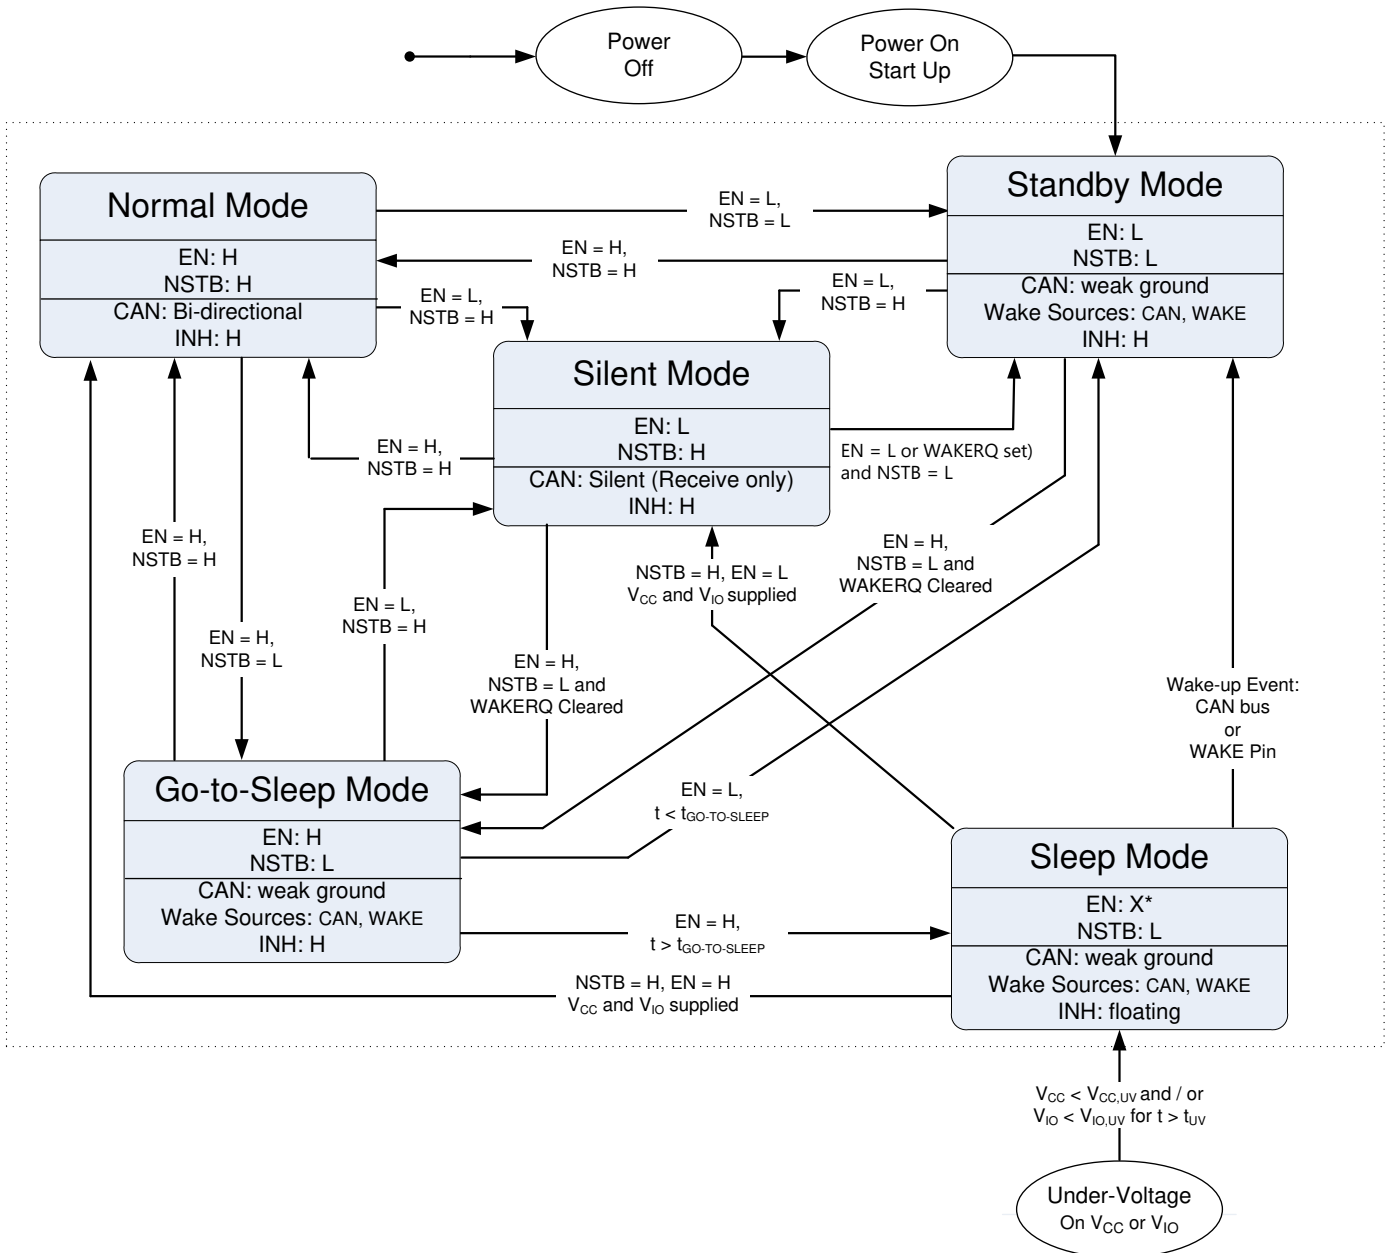 Power
Off
Power On
Start Up
Normal Mode
EN: H
NSTB: H
CAN: Bi-directional
INH: H
EN = L,
NSTB = L
EN = H,
NSTB = H
EN = L,
NSTB = H
EN = L,
NSTB = H
Standby Mode
EN: L
NSTB: L
CAN: weak ground
Wake Sources: CAN, WAKE
INH: H
Silent Mode
EN: L
NSTB: H
CAN: Silent (Receive only)
INH: H
EN = H,
NSTB = H
EN = L or WAKERQ set)
and NSTB = L
EN = H,
NSTB = H
EN = H,
NSTB = L
EN = L,
NSTB = H
EN = H,
NSTB = L and
WAKERQ Cleared
NSTB = H, EN = L
VCC and VIO supplied
EN = H,
NSTB = L and
WAKERQ Cleared
Wake-up Event:
CAN bus
or
WAKE Pin
Go-to-Sleep Mode
EN: H
NSTB: L
CAN: weak ground
Wake Sources: CAN, WAKE
INH: H
EN = L,
t < tGO-TO-SLEEP
EN = H,
t > tGO-TO-SLEEP
NSTB = H, EN = H
VCC and VIO supplied
Sleep Mode
EN: X*
NSTB: L
CAN: weak ground
Wake Sources: CAN, WAKE
INH: floating
VCC < VCC,UV and / or
VIO < VIO,UV for t > tUV
Under-Voltage
On VCC or VIO